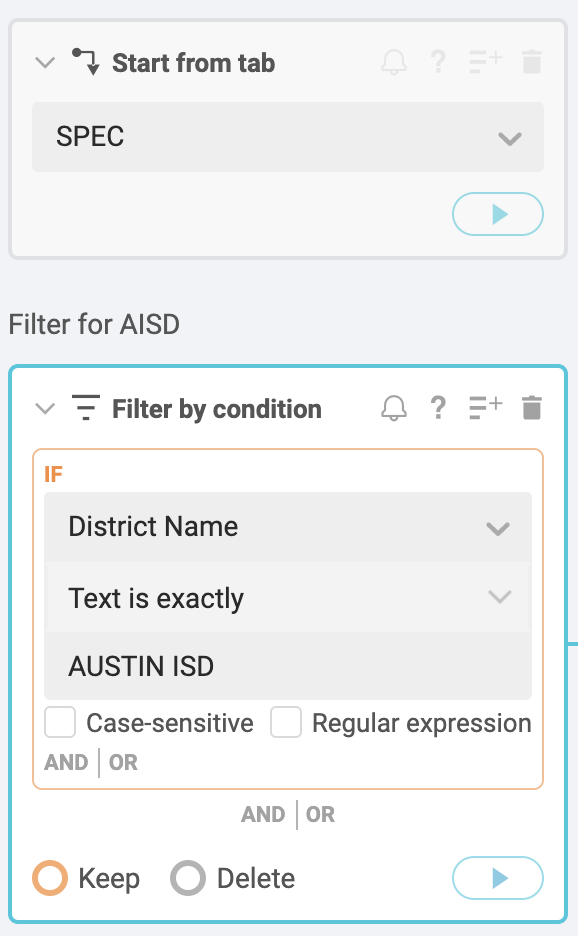 Start from tab ?
SPEC
Filter for AISD
Filter by condition ?
IF
District Name
Text is exactly
AUSTIN ISD
Case-sensitive Regular expression
AND OR
AND OR
Keep Delete